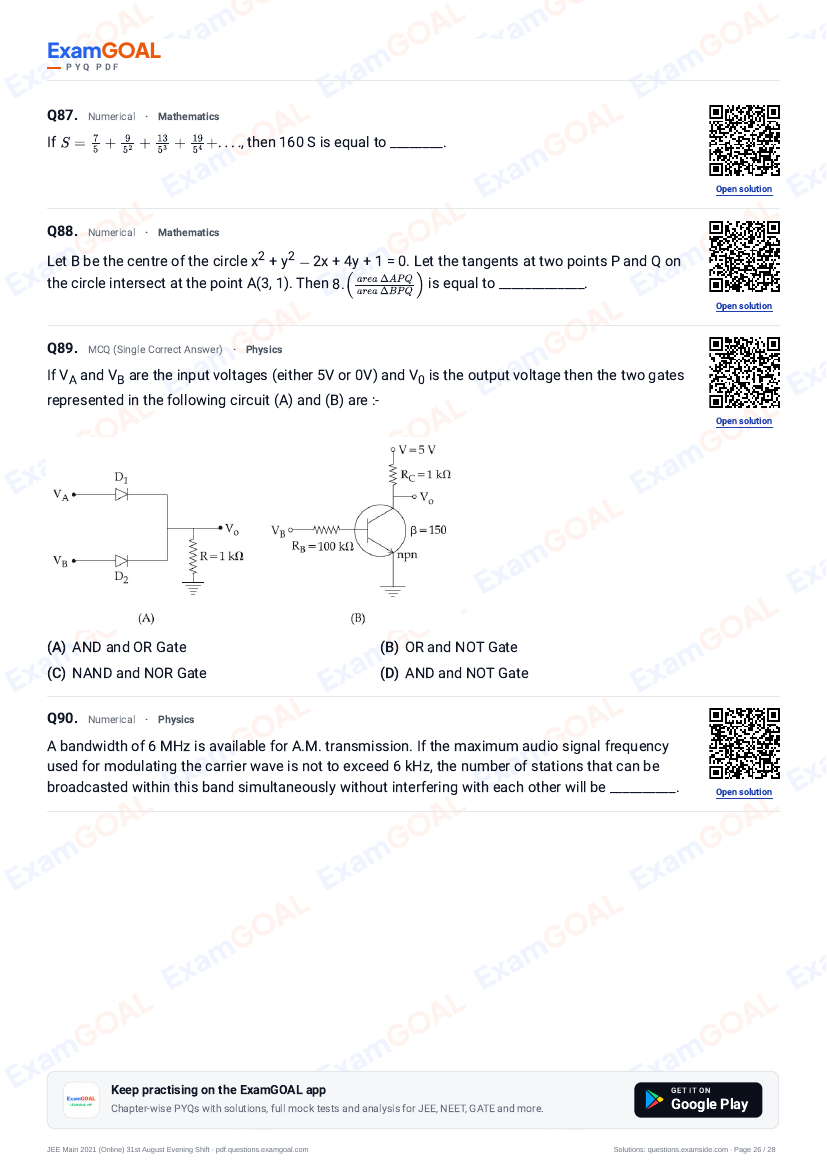 ExamGOAL
PYQ PDF
Q87. Numerical · Mathematics
If S = 7/5 + 9/5² + 13/5³ + 19/5⁴ + ...., then 160 S is equal to ________.
Open solution
Q88. Numerical · Mathematics
Let B be the centre of the circle x² + y² − 2x + 4y + 1 = 0. Let the tangents at two points P and Q on
the circle intersect at the point A(3, 1). Then 8.(area ΔAPQ / area ΔBPQ) is equal to _____________.
Open solution
Q89. MCQ (Single Correct Answer) · Physics
If V_A and V_B are the input voltages (either 5V or 0V) and V_0 is the output voltage then the two gates
represented in the following circuit (A) and (B) are :-
Open solution
V_A D_1 V_o
V_B D_2 R=1 kΩ
(A)
V=5 V
R_C=1 kΩ
V_o
V_B R_B=100 kΩ β=150
npn
(B)
(A) AND and OR Gate (B) OR and NOT Gate
(C) NAND and NOR Gate (D) AND and NOT Gate
Q90. Numerical · Physics
A bandwidth of 6 MHz is available for A.M. transmission. If the maximum audio signal frequency
used for modulating the carrier wave is not to exceed 6 kHz, the number of stations that can be
broadcasted within this band simultaneously without interfering with each other will be __________.
Open solution
ExamGOAL
Keep practising on the ExamGOAL app
Chapter-wise PYQs with solutions, full mock tests and analysis for JEE, NEET, GATE and more.
GET IT ON
Google Play
JEE Main 2021 (Online) 31st August Evening Shift · pdf.questions.examgoal.com
Solutions: questions.examside.com · Page 26 / 28